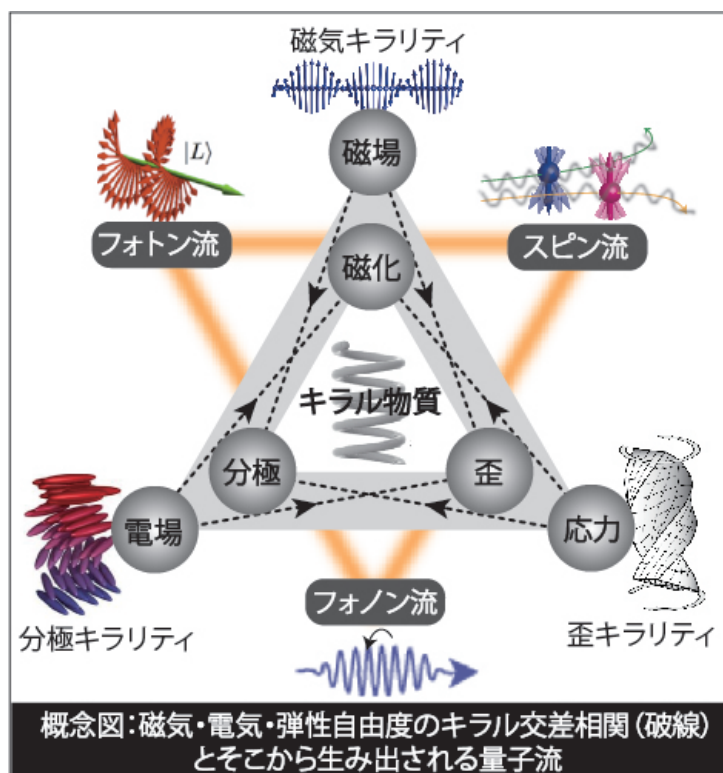 磁気キラリティ
磁場
|L⟩
フォトン流
スピン流
磁化
キラル物質
分極
歪
電場
応力
分極キラリティ
フォノン流
歪キラリティ
概念図：磁気・電気・弾性自由度のキラル交差相関（破線）
とそこから生み出される量子流